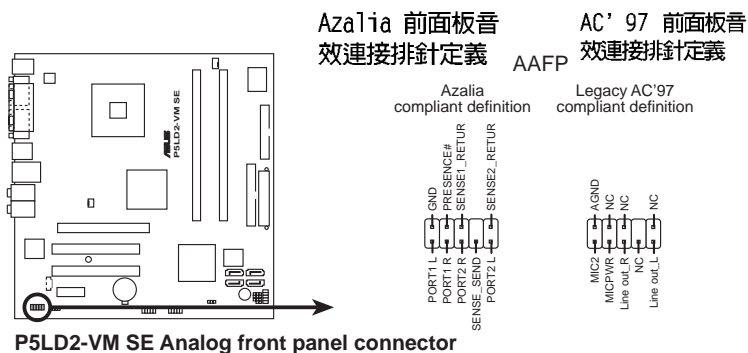 Azalia 前面板音
效連接排針定義
AC' 97 前面板音
效連接排針定義
AAFP
Azalia
compliant definition
Legacy AC'97
compliant definition
GND
PRESENCE#
SENSE1_RETUR
SENSE2_RETUR
PORT1 L
PORT1 R
PORT2 R
SENSE_SEND
PORT2 L
AGND
NC
NC
NC
MIC2
MICPWR
Line out_R
NC
Line out_L
ASUS
P5LD2-VM SE
P5LD2-VM SE Analog front panel connector